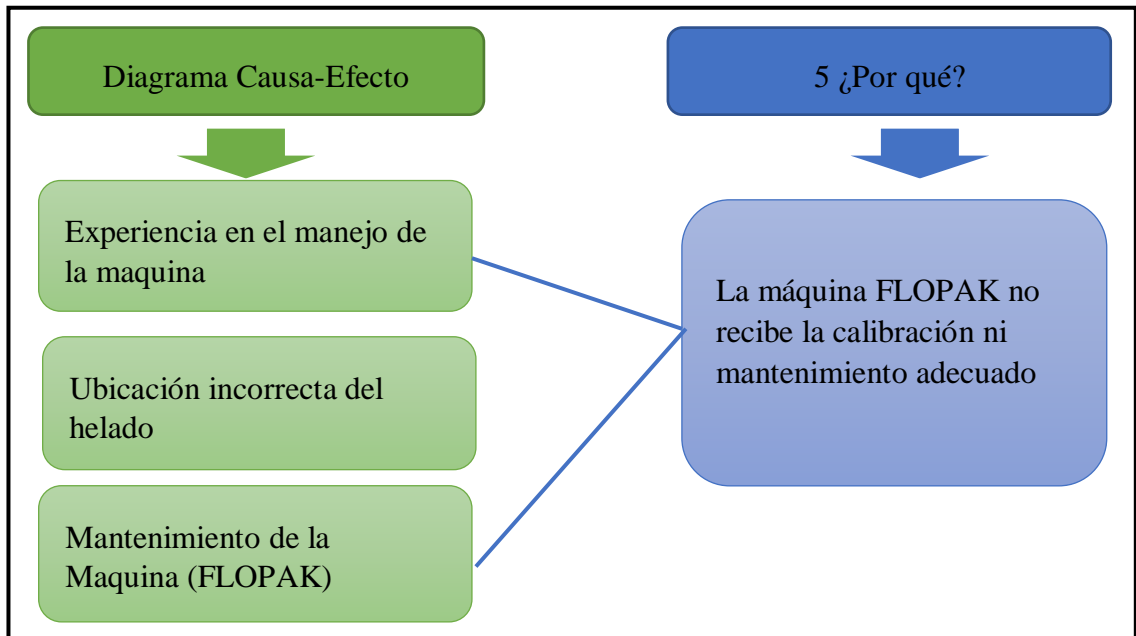 Diagrama Causa-Efecto
Experiencia en el manejo de
la maquina
Ubicación incorrecta del
helado
Mantenimiento de la
Maquina (FLOPAK)
5 ¿Por qué?
La máquina FLOPAK no
recibe la calibración ni
mantenimiento adecuado